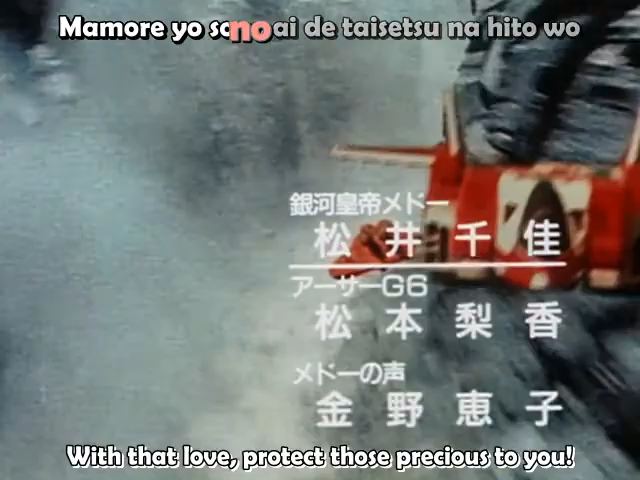 Mamore yo sono ai de taisetsu na hito wo
銀河皇帝メドー
松井千佳
アーサーG6
松本梨香
メドーの声
金野恵子
With that love, protect those precious to you!